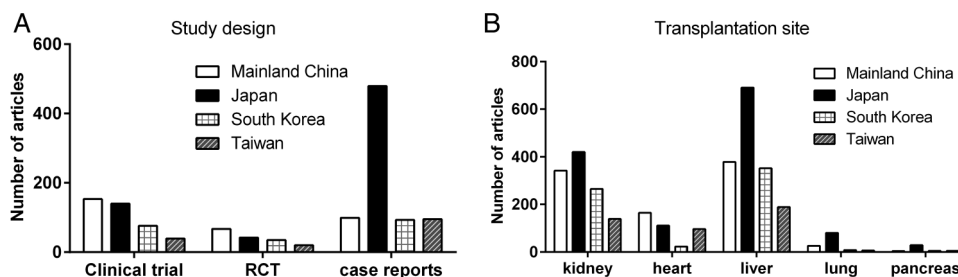 A
Study design
Number of articles
600
400
200
0
Mainland China
Japan
South Korea
Taiwan
Clinical trial
RCT
case reports
B
Transplantation site
Number of articles
800
600
400
200
0
Mainland China
Japan
South Korea
Taiwan
kidney
heart
liver
lung
pancreas